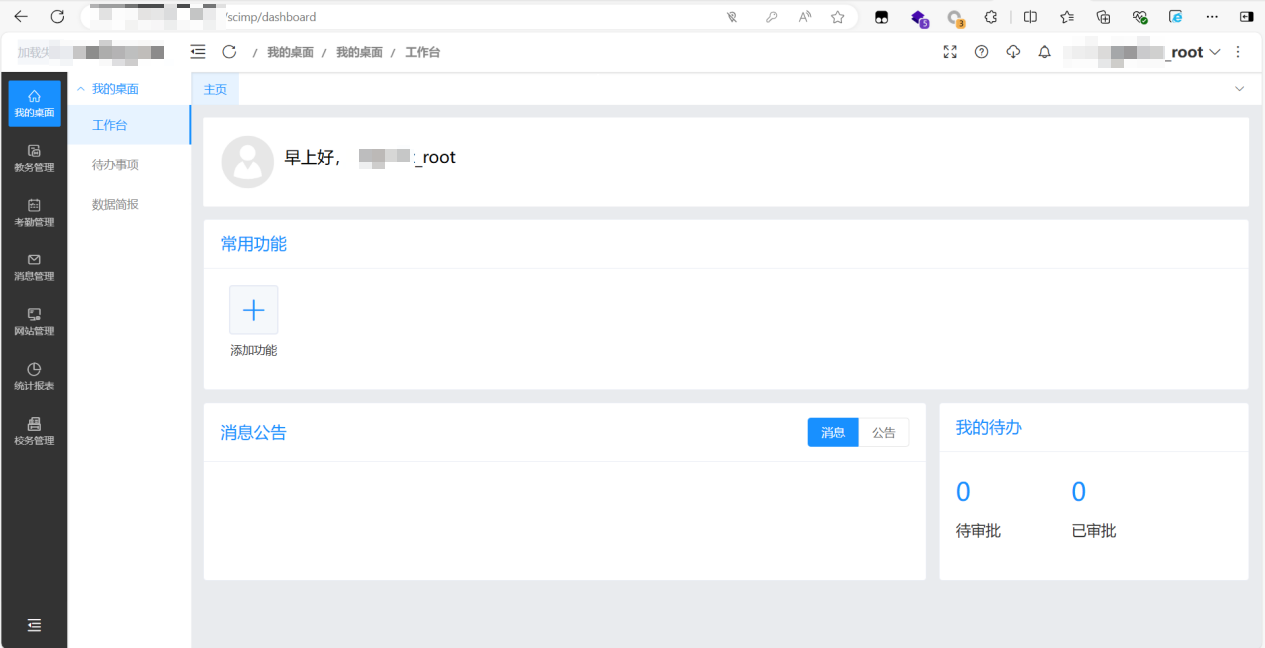 /scimp/dashboard
5
3
加载失
/ 我的桌面 / 我的桌面 / 工作台
_root
我的桌面
教务管理
考勤管理
消息管理
网站管理
统计报表
校务管理
我的桌面
工作台
待办事项
数据简报
主页
早上好，
_root
常用功能
添加功能
消息公告
消息
公告
我的待办
0
0
待审批
已审批